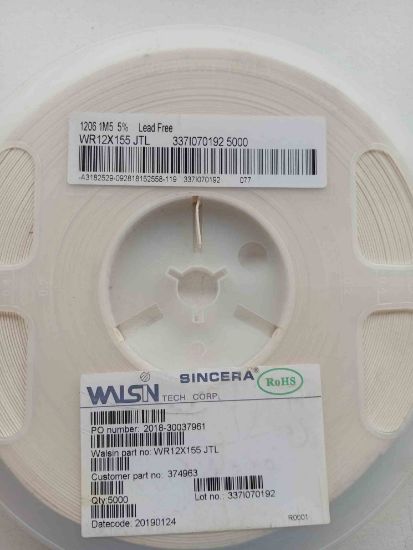 1206 1M5 5% Lead Free
WR12X155 JTL 337I070192 5000
-A3182529-092818152558-119 337I070192 077
WALSIN SINCERA® RoHS
TECH CORP.
PO number: 2018-30037961
Walsin part no: WR12X155 JTL
Customer part no: 374963
Qty:5000 Lot no.: 337I070192
Datecode: 20190124 R0001